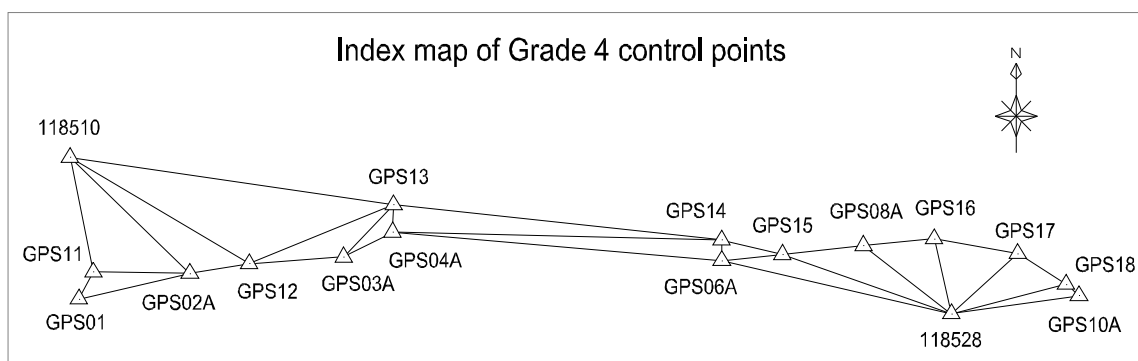 Index map of Grade 4 control points
N
118510
GPS13
GPS14
GPS15
GPS08A
GPS16
GPS17
GPS11
GPS04A
GPS18
GPS02A
GPS12
GPS03A
GPS06A
GPS01
GPS10A
118528